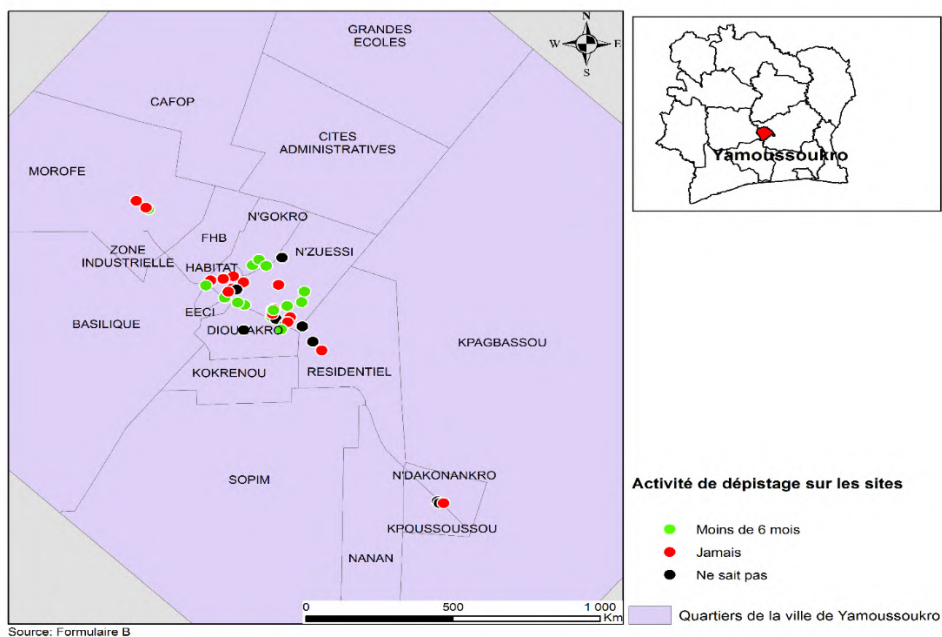 GRANDES
ECOLES
N
W E
S
CAFOP
CITES
ADMINISTRATIVES
MOROFE
N'GOKRO
FHB
N'ZUESSI
ZONE
INDUSTRIELLE
HABITAT
EECI
BASILIQUE
DIOULAKRO
KPAGBASSOU
KOKRENOU
RESIDENTIEL
SOPIM
N'DAKONANKRO
KPOUSSOUSSOU
NANAN
0 500 1 000
Km
Source: Formulaire B
Yamoussoukro
Activité de dépistage sur les sites
Moins de 6 mois
Jamais
Ne sait pas
Quartiers de la ville de Yamoussoukro